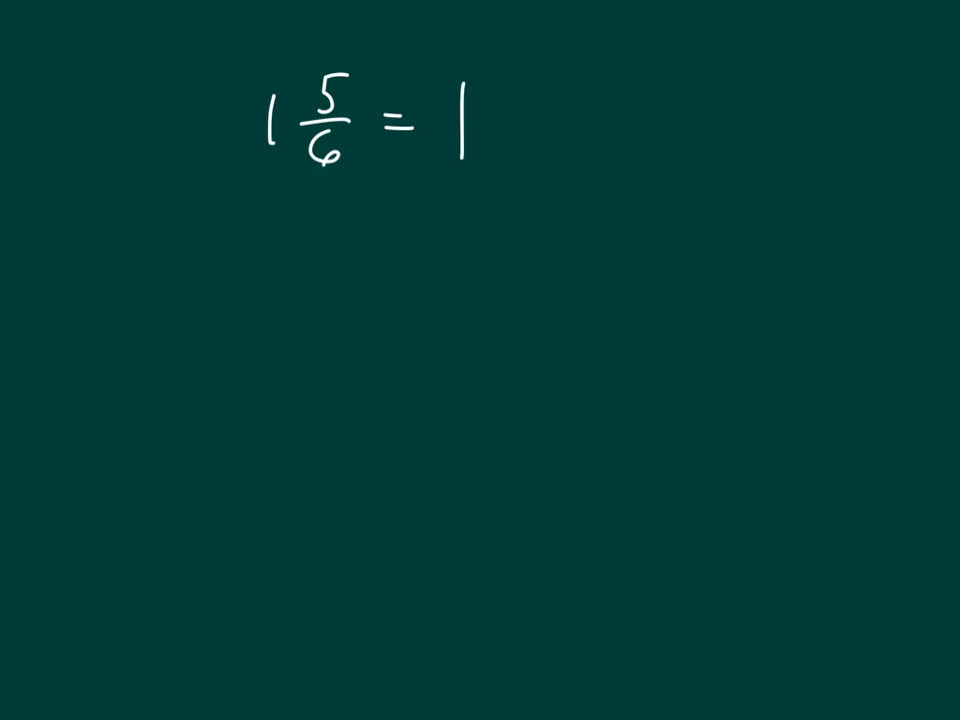 1 5/6 = 1